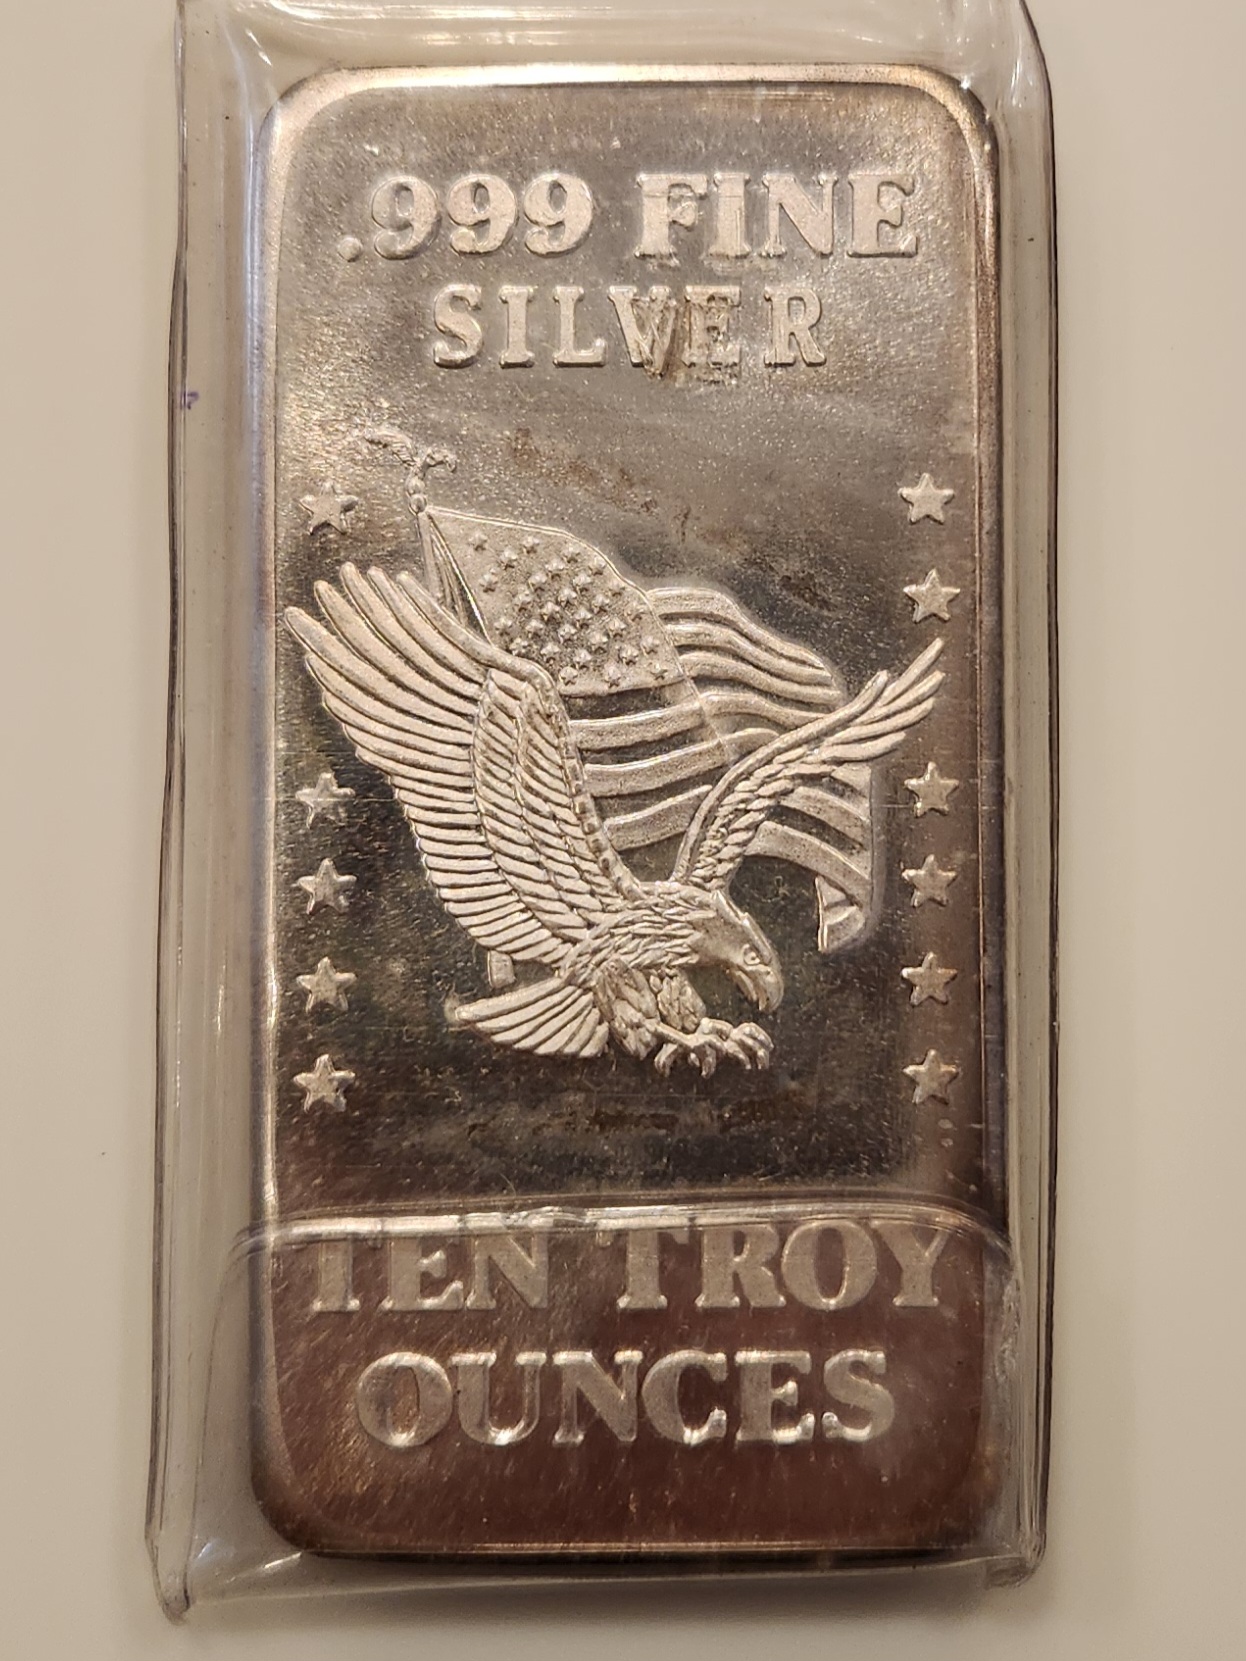 .999 FINE
SILVER
TEN TROY
OUNCES